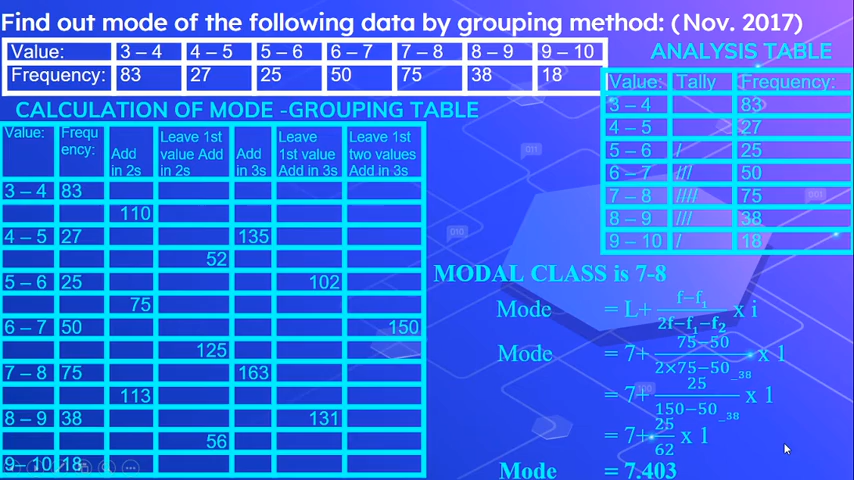 Find out mode of the following data by grouping method: (Nov. 2017)
Value: 3 – 4 4 – 5 5 – 6 6 – 7 7 – 8 8 – 9 9 – 10
Frequency: 83 27 25 50 75 38 18
ANALYSIS TABLE
Value: Tally Frequency:
3 – 4 83
4 – 5 27
5 – 6 / 25
6 – 7 /// 50
7 – 8 //// 75
8 – 9 /// 38
9 – 10 / 18
CALCULATION OF MODE -GROUPING TABLE
Value: Frequ ency: Add in 2s Leave 1st value Add in 2s Add in 3s Leave 1st value Add in 3s Leave 1st two values Add in 3s
3 – 4 83
110
4 – 5 27 135
52
5 – 6 25 102
75
6 – 7 50 150
125
7 – 8 75 163
113
8 – 9 38 131
56
9– 10 18
MODAL CLASS is 7-8
Mode = L+ f−f₁ / 2f−f₁−f₂ x i
Mode = 7+ 75−50 / 2×75−50_38 x 1
= 7+ 25 / 150−50_38 x 1
= 7+ 25 / 62 x 1
Mode = 7.403
010
011
001
100